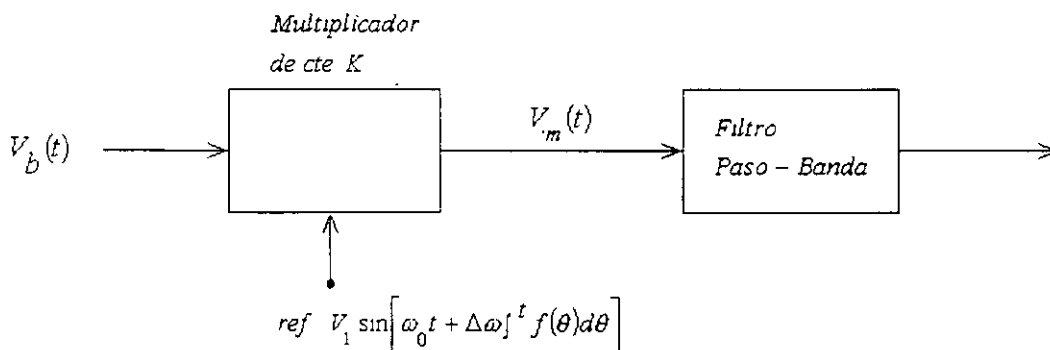 Multiplicador
de cte K
V_b(t)
V_m(t)
Filtro
Paso - Banda
ref V_1 sin[ω_0 t + Δω∫^t f(θ)dθ]